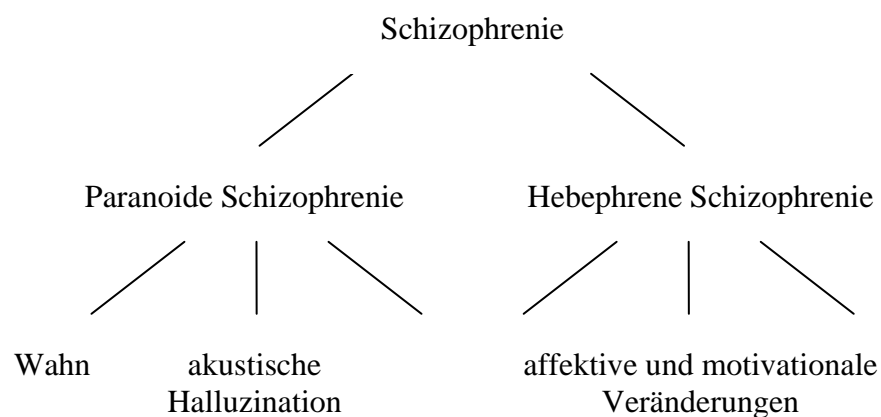 Schizophrenie
Paranoide Schizophrenie
Hebephrene Schizophrenie
Wahn
akustische
Halluzination
affektive und motivationale
Veränderungen